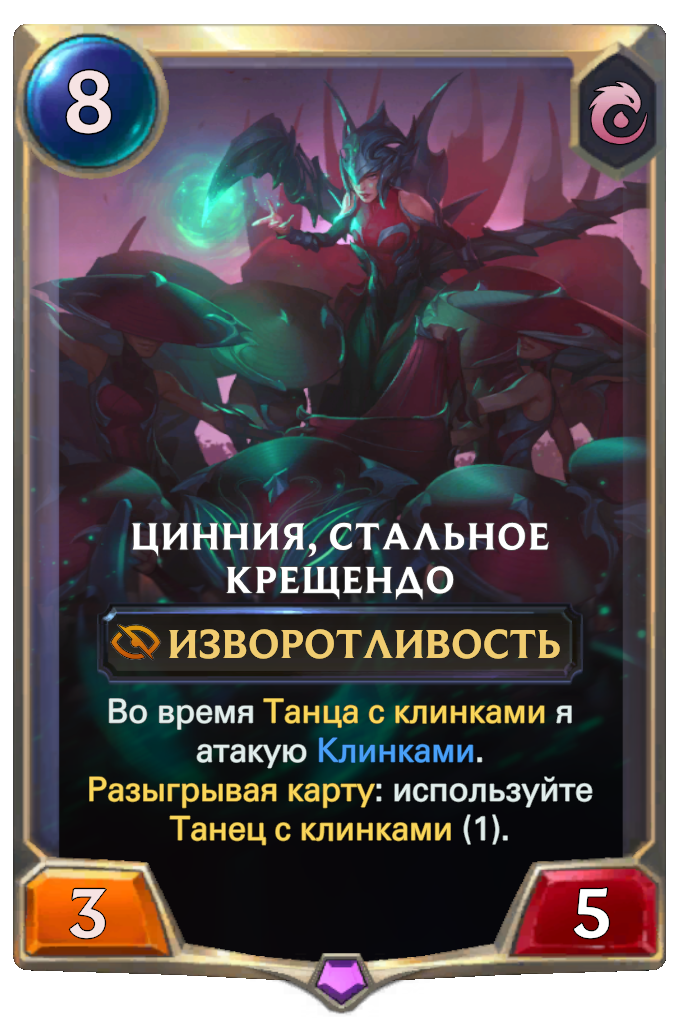 8
ЦИННИЯ, СТАЛЬНОЕ
КРЕЩЕНДО
ИЗВОРОТЛИВОСТЬ
Во время Танца с клинками я
атакую Клинками.
Разыгрывая карту: используйте
Танец с клинками (1).
3
5